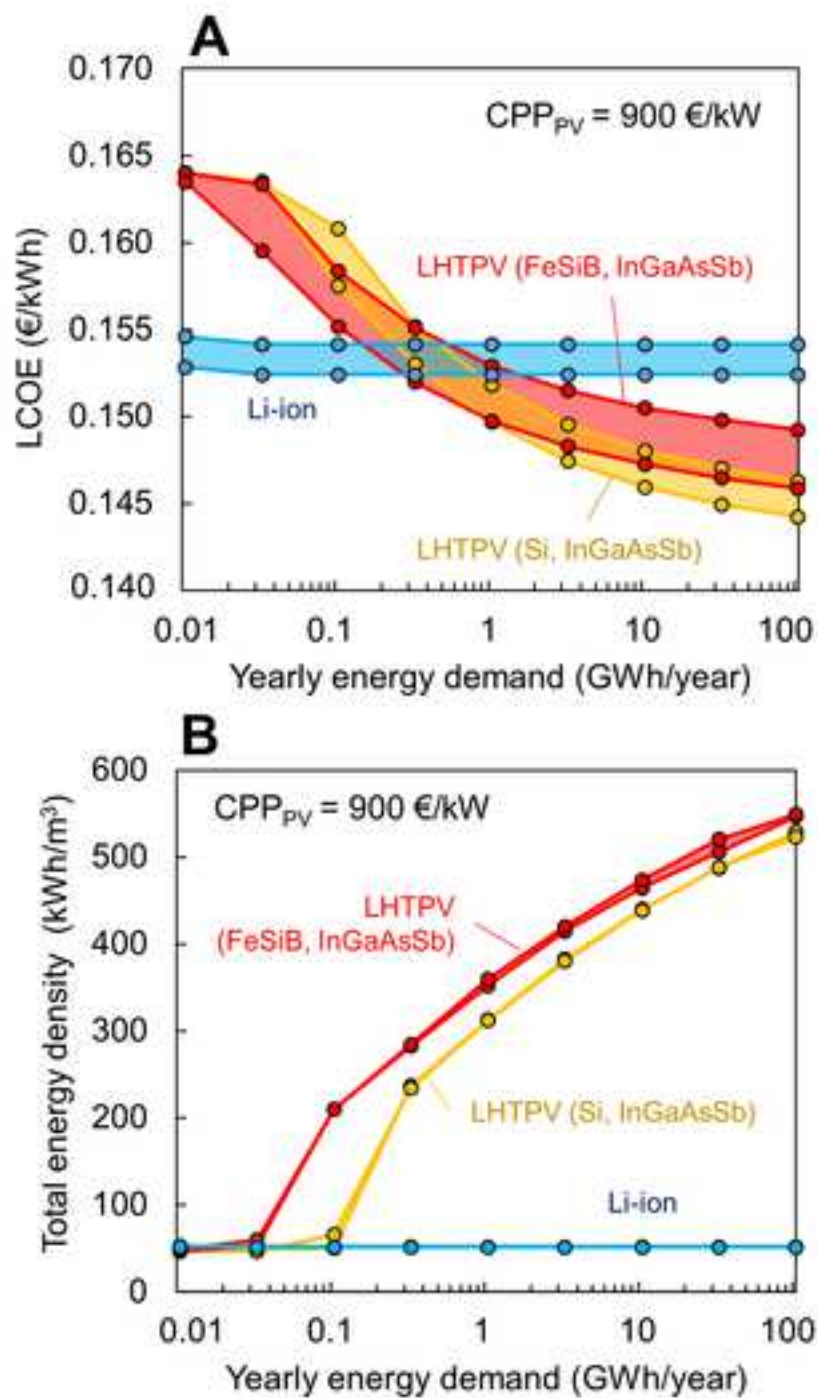 A
0.170
CPP_PV = 900 €/kW
0.165
0.160
LHTPV (FeSiB, InGaAsSb)
0.155
0.150
Li-ion
0.145
LHTPV (Si, InGaAsSb)
0.140
LCOE (€/kWh)
0.01 0.1 1 10 100
Yearly energy demand (GWh/year)
B
600
CPP_PV = 900 €/kW
500
LHTPV
(FeSiB, InGaAsSb)
400
300
200
LHTPV (Si, InGaAsSb)
100
Li-ion
0
Total energy density (kWh/m³)
0.01 0.1 1 10 100
Yearly energy demand (GWh/year)